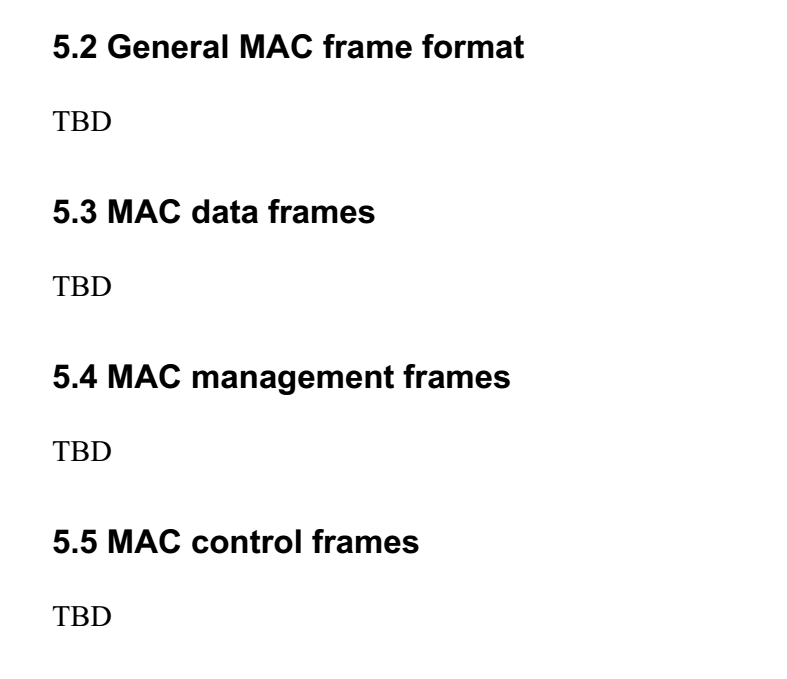 5.2 General MAC frame format
TBD
5.3 MAC data frames
TBD
5.4 MAC management frames
TBD
5.5 MAC control frames
TBD